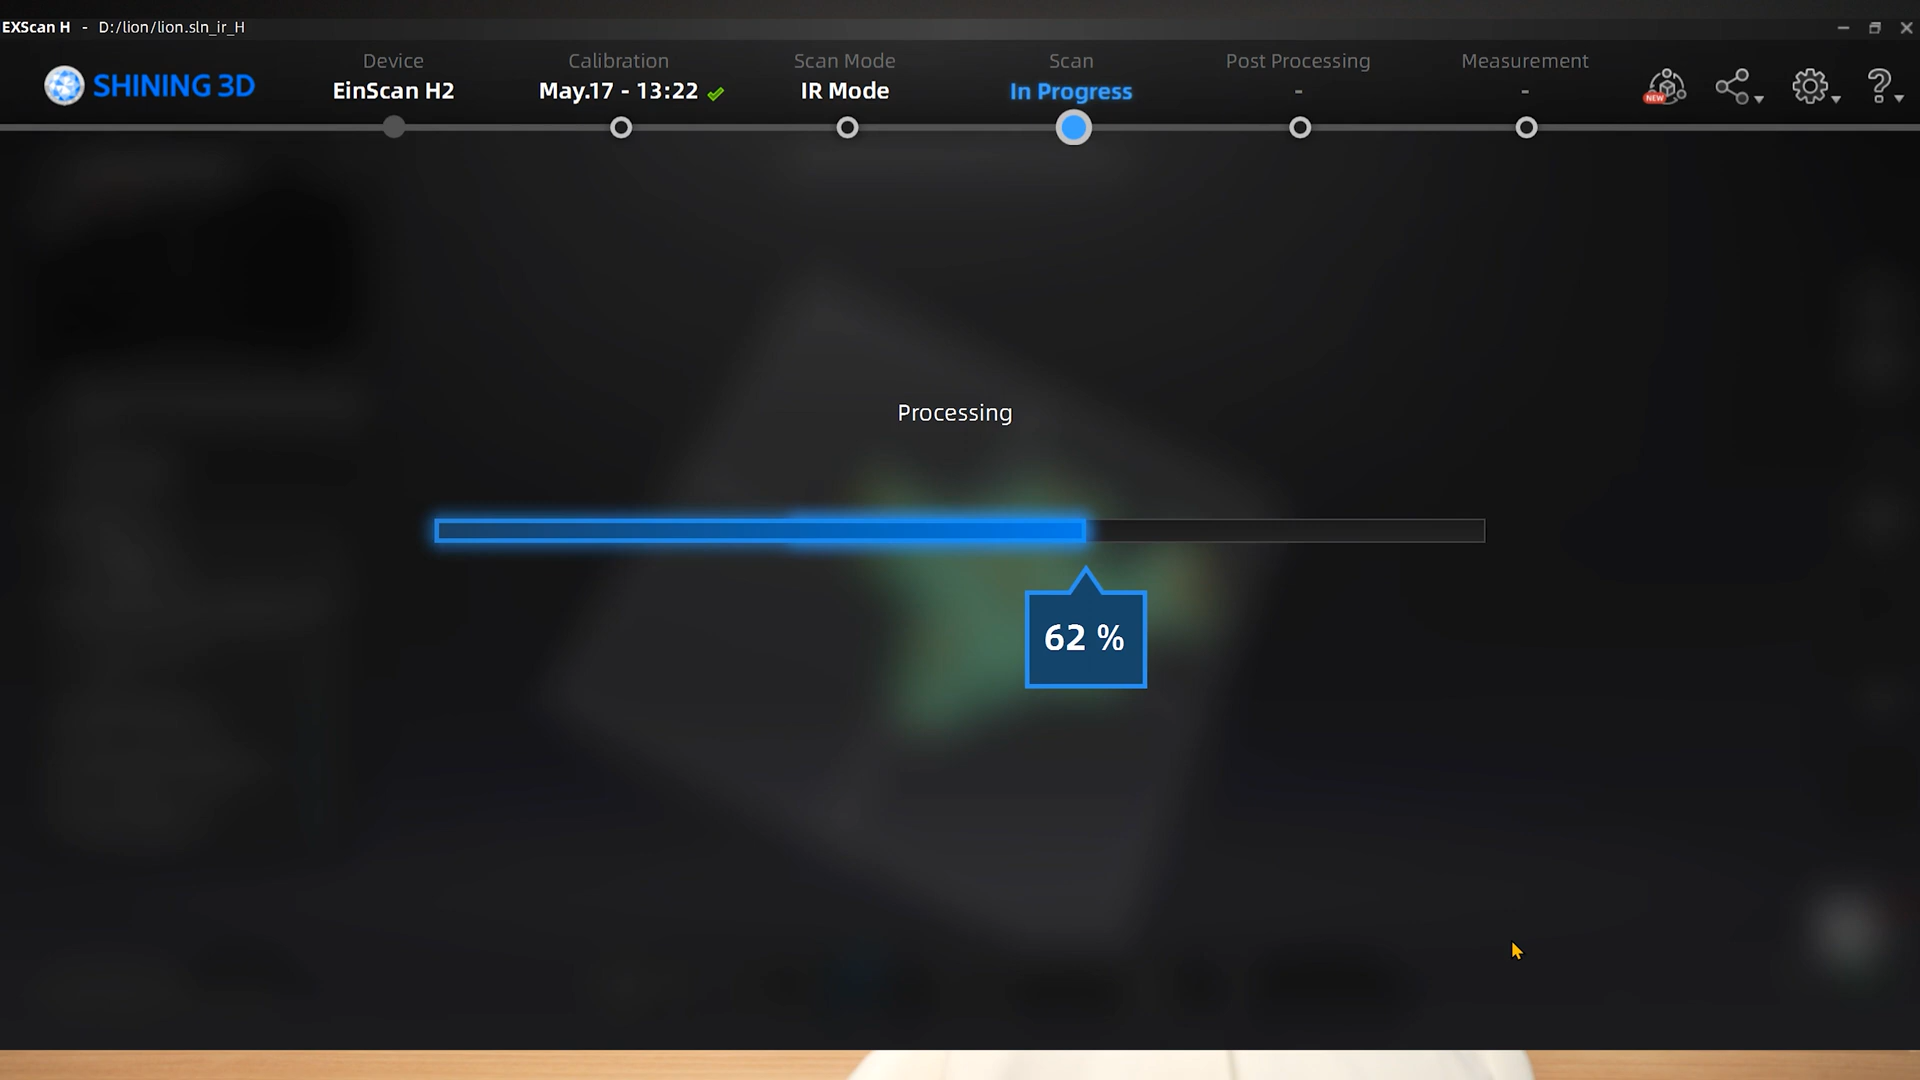 EXScan H - D:/lion/lion.sln_ir_H
SHINING 3D
Device
EinScan H2
Calibration
May.17 - 13:22
Scan Mode
IR Mode
Scan
In Progress
Post Processing
-
Measurement
-
NEW
?
Processing
62 %